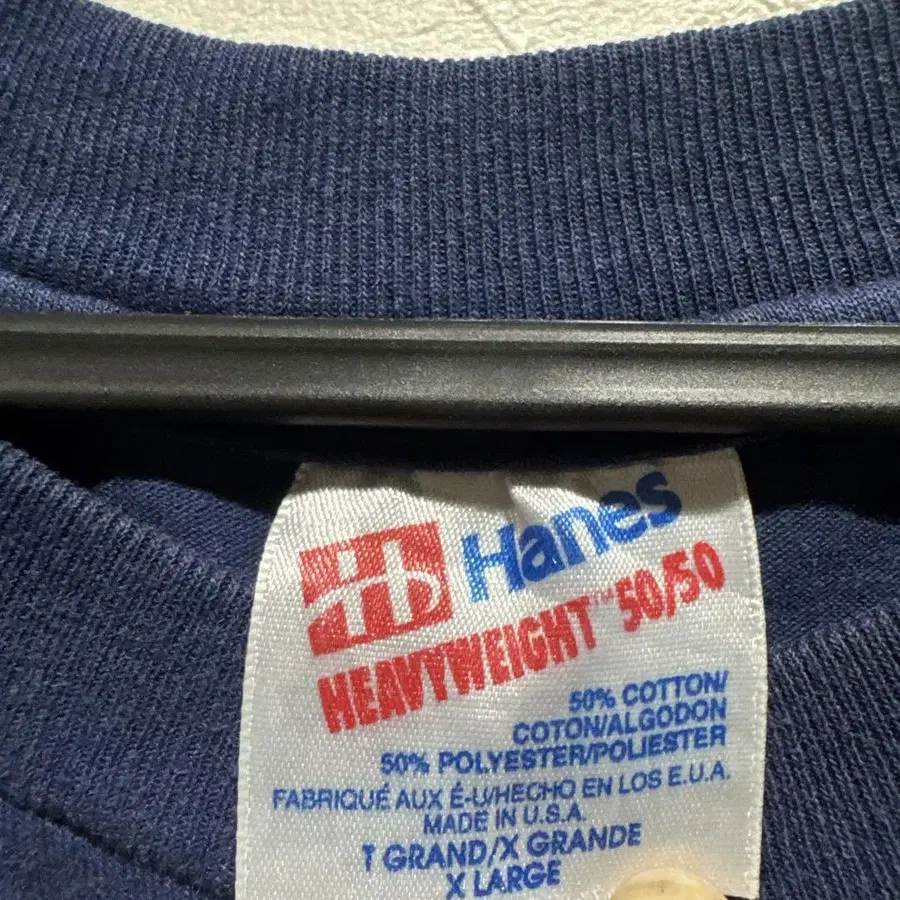 Hanes
HEAVYWEIGHT™ 50/50
50% COTTON/
COTON/ALGODON
50% POLYESTER/POLIESTER
FABRIQUÉ AUX É-U/HECHO EN LOS E.U.A.
MADE IN U.S.A.
T GRAND/X GRANDE
X LARGE